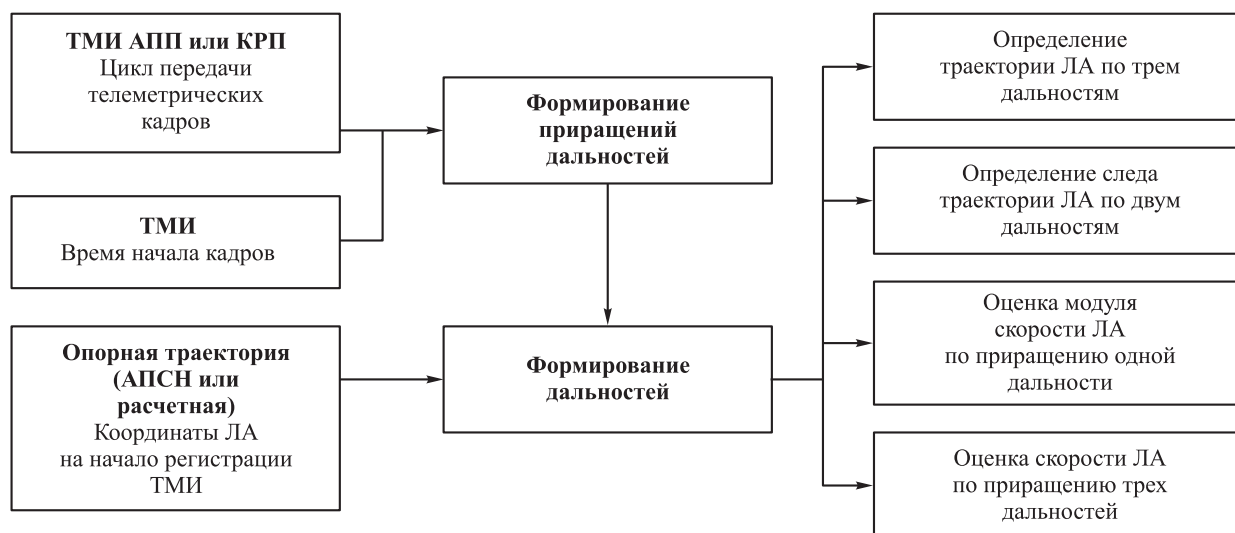 ТМИ АПП или КРП
Цикл передачи
телеметрических
кадров
ТМИ
Время начала кадров
Опорная траектория
(АПСН или
расчетная)
Координаты ЛА
на начало регистрации
ТМИ
Формирование
приращений
дальностей
Формирование
дальностей
Определение
траектории ЛА по трем
дальностям
Определение следа
траектории ЛА по двум
дальностям
Оценка модуля
скорости ЛА
по приращению одной
дальности
Оценка скорости ЛА
по приращению трех
дальностей